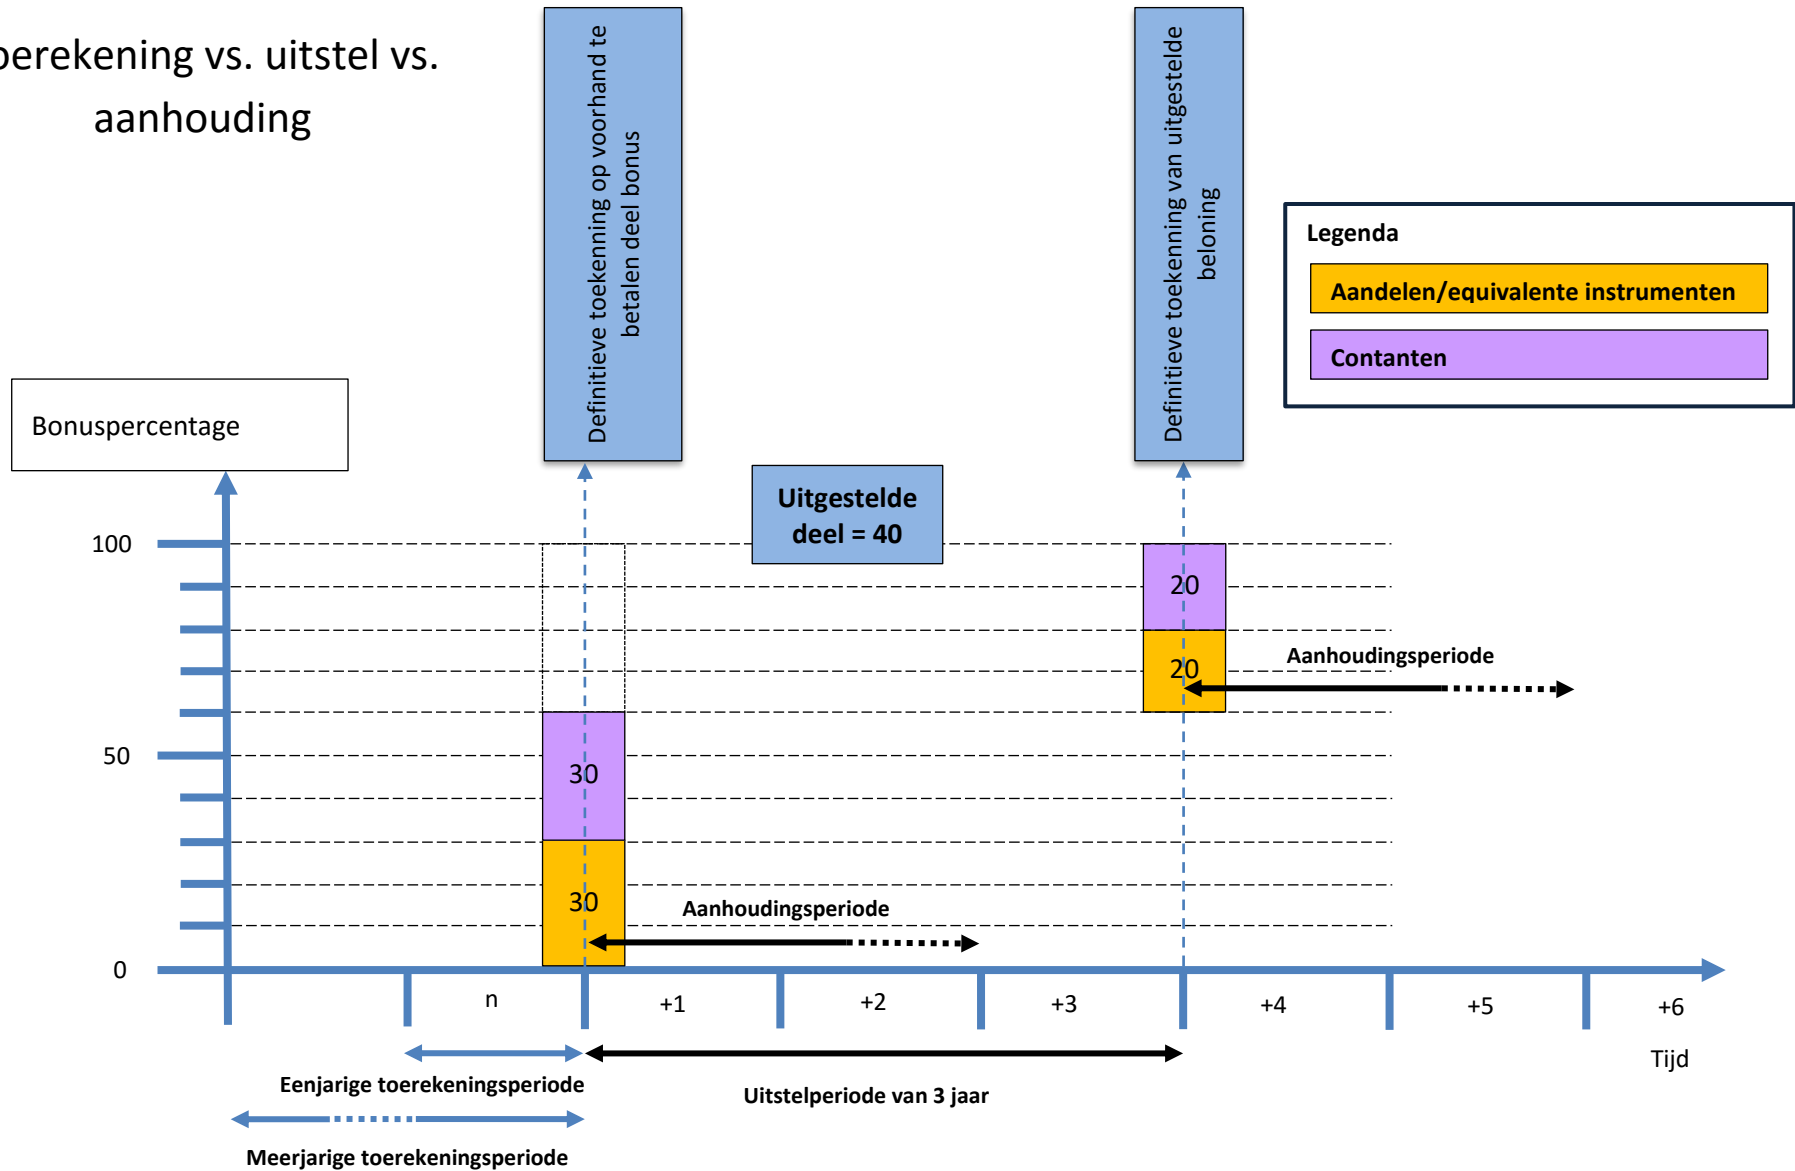 oerekening vs. uitstel vs.
aanhouding
Definitieve toekenning op voorhand te
betalen deel bonus
Definitieve toekenning van uitgestelde
beloning
Legenda
Aandelen/equivalente instrumenten
Contanten
Bonuspercentage
Uitgestelde
deel = 40
100
20
20
Aanhoudingsperiode
50
30
30
Aanhoudingsperiode
0
n
+1
+2
+3
+4
+5
+6
Tijd
Eenjarige toerekeningsperiode
Uitstelperiode van 3 jaar
Meerjarige toerekeningsperiode